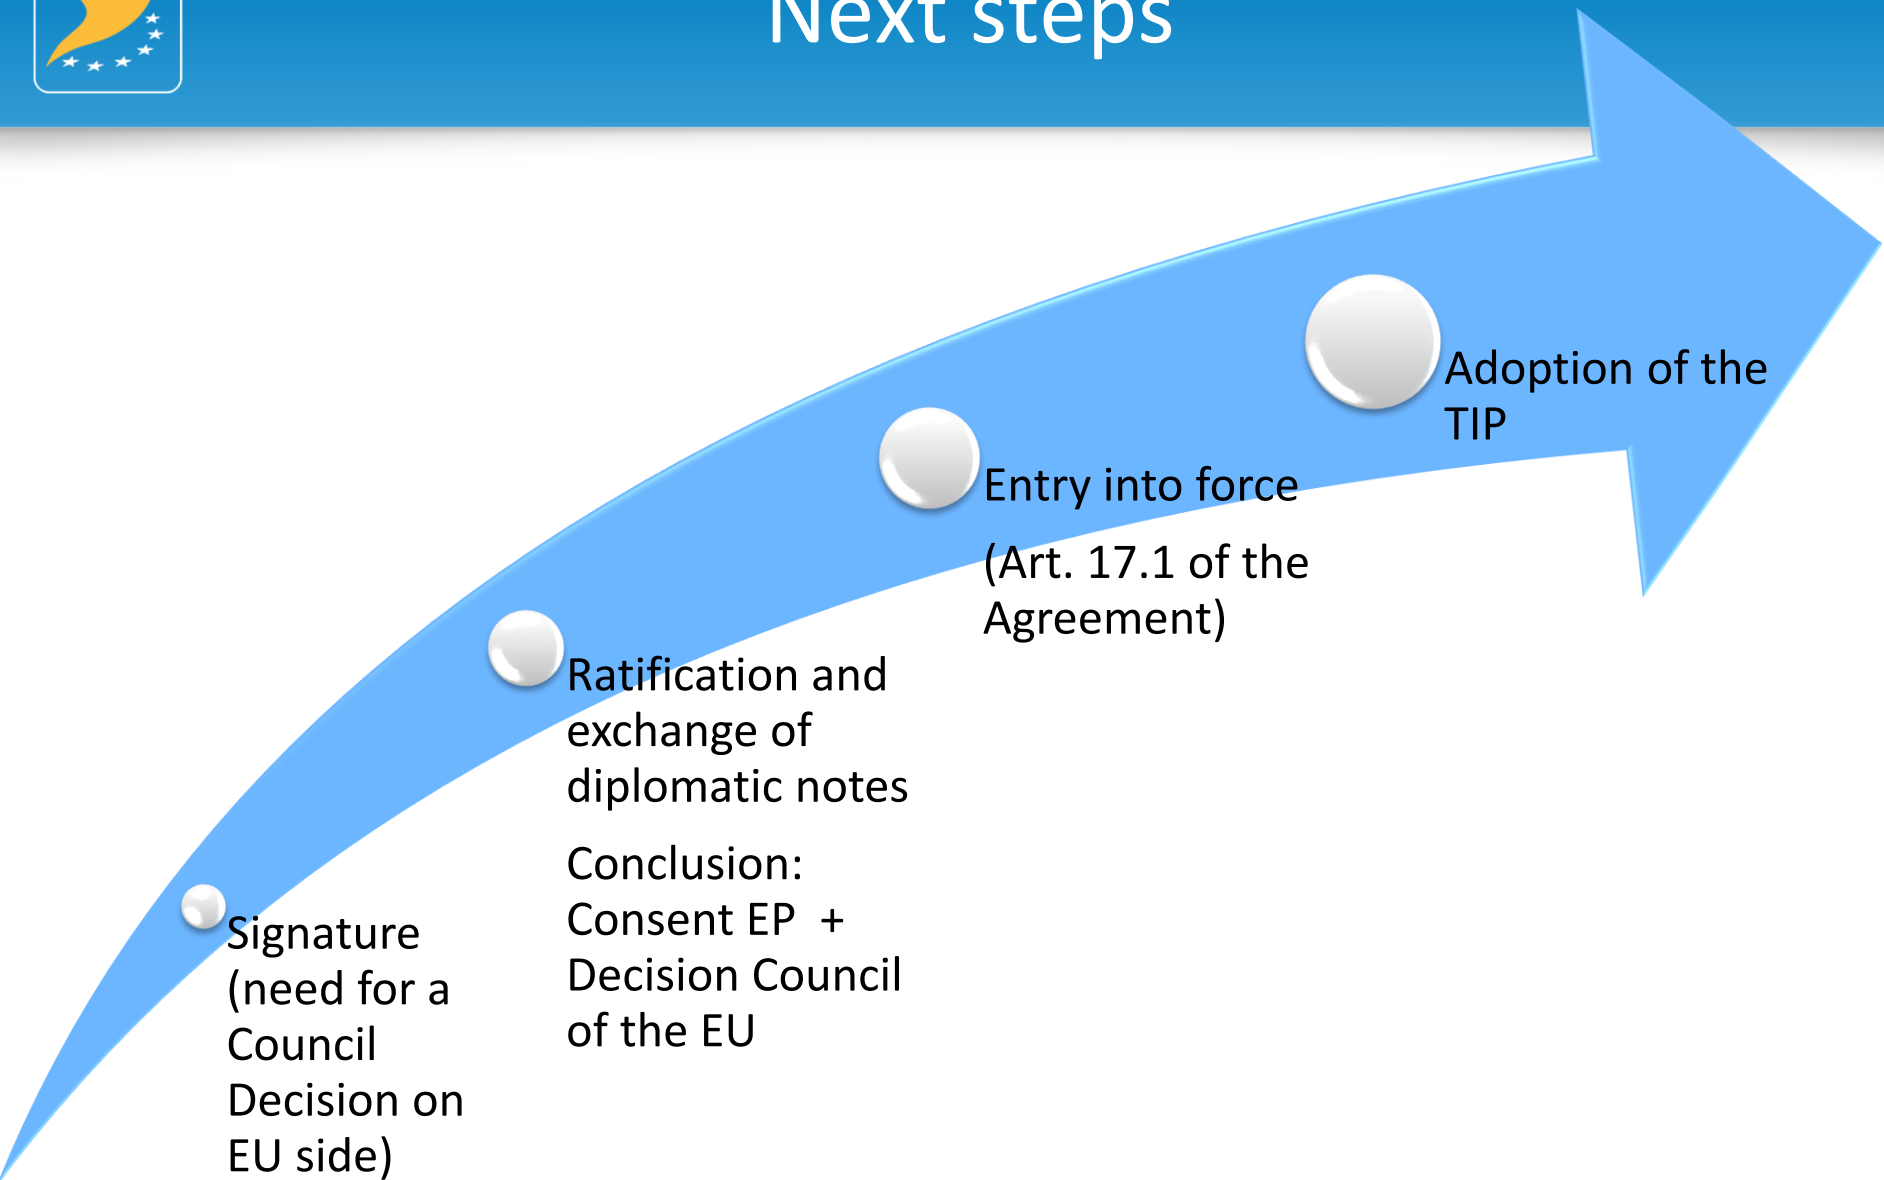 Next steps
Adoption of the
TIP
Entry into force
(Art. 17.1 of the
Agreement)
Ratification and
exchange of
diplomatic notes
Conclusion:
Consent EP +
Decision Council
of the EU
Signature
(need for a
Council
Decision on
EU side)